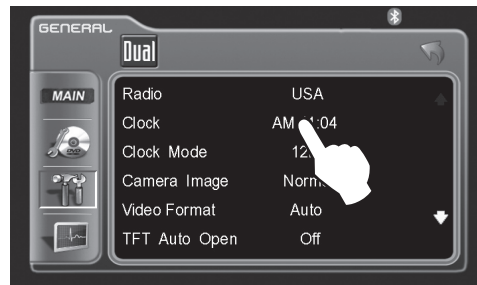 GENERAL
Dual
MAIN
Radio USA
Clock AM :04
Clock Mode 12
Camera Image Norm
Video Format Auto
TFT Auto Open Off
DVD